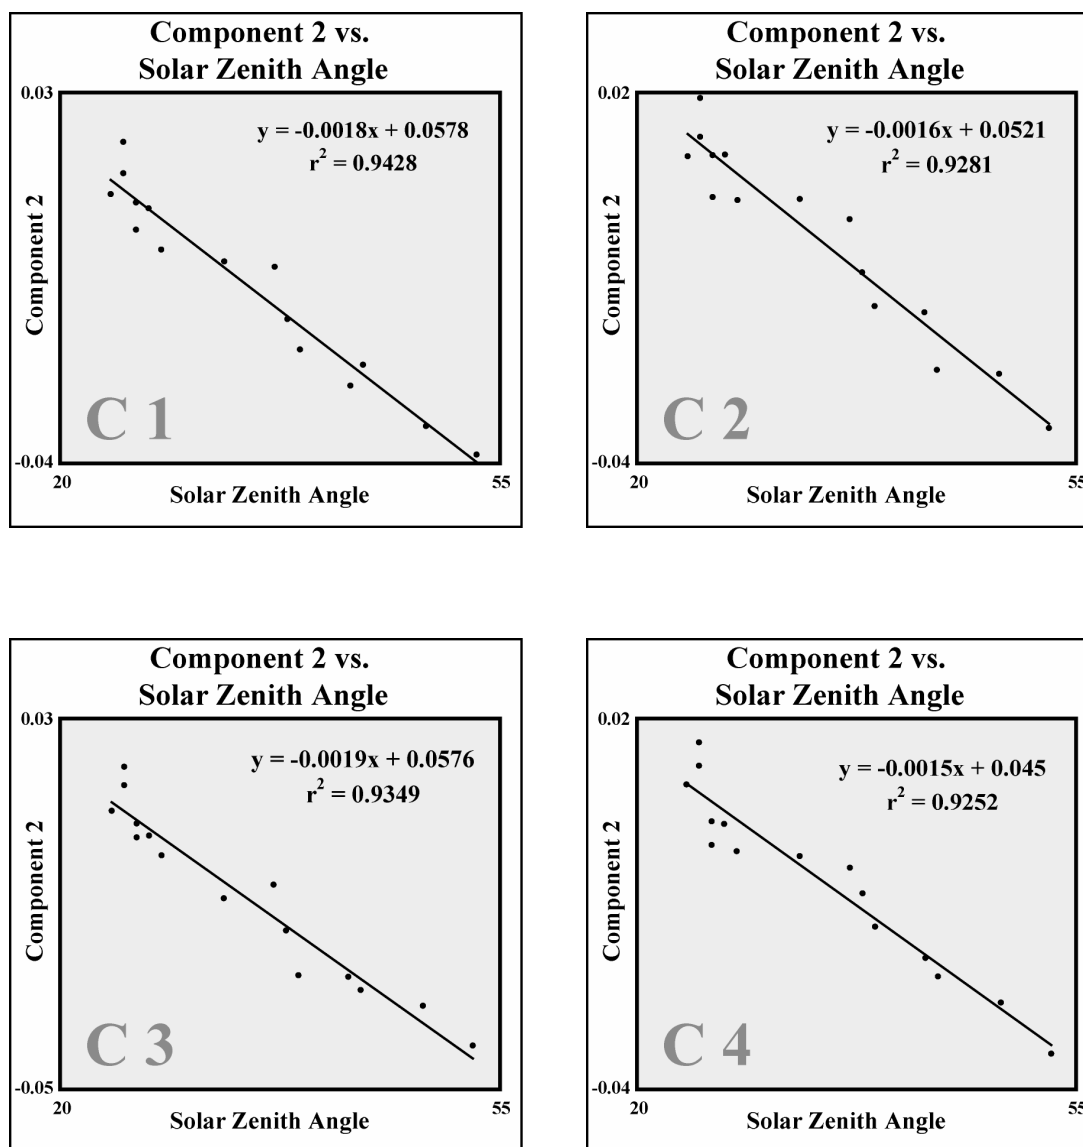 Component 2 vs.
Solar Zenith Angle
0.03
y = -0.0018x + 0.0578
r² = 0.9428
Component 2
C 1
-0.04
20
55
Solar Zenith Angle
Component 2 vs.
Solar Zenith Angle
0.02
y = -0.0016x + 0.0521
r² = 0.9281
Component 2
C 2
-0.04
20
55
Solar Zenith Angle
Component 2 vs.
Solar Zenith Angle
0.03
y = -0.0019x + 0.0576
r² = 0.9349
Component 2
C 3
-0.05
20
55
Solar Zenith Angle
Component 2 vs.
Solar Zenith Angle
0.02
y = -0.0015x + 0.045
r² = 0.9252
Component 2
C 4
-0.04
20
55
Solar Zenith Angle